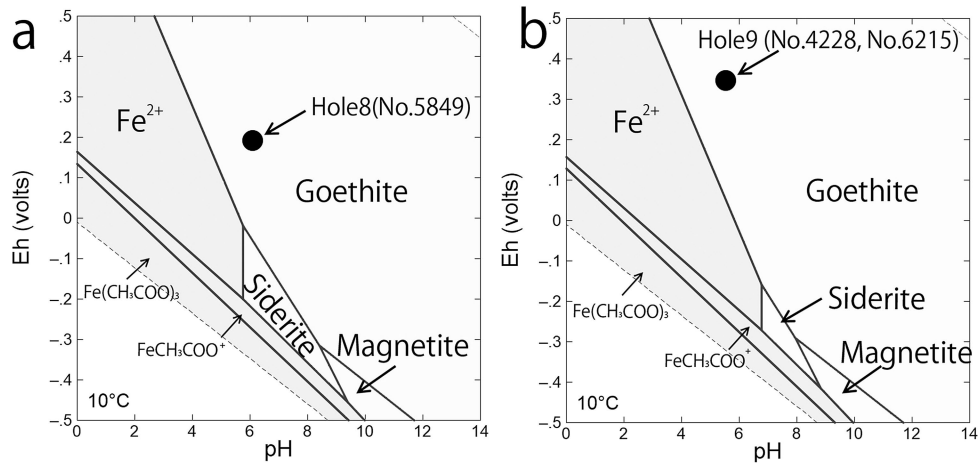 a
.5
.4
.3
.2
.1
0
–.1
–.2
–.3
–.4
–.5
Eh (volts)
0 2 4 6 8 10 12 14
pH
Fe²⁺
Hole8(No.5849)
Goethite
Siderite
Magnetite
Fe(CH₃COO)₃
FeCH₃COO⁺
10°C
b
.5
.4
.3
.2
.1
0
–.1
–.2
–.3
–.4
–.5
Eh (volts)
0 2 4 6 8 10 12 14
pH
Hole9 (No.4228, No.6215)
Fe²⁺
Goethite
Siderite
Fe(CH₃COO)₃
FeCH₃COO⁺
Magnetite
10°C